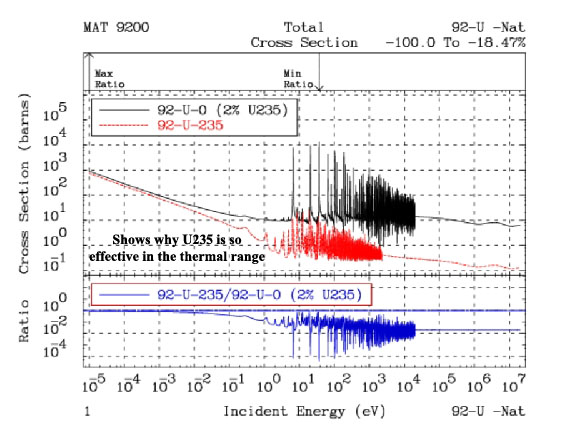 MAT 9200 Total 92-U -Nat
Cross Section -100.0 To -18.47%
Max Ratio
Min Ratio
Cross Section (barns)
10^5
10^4
10^3
10^2
10^1
10^0
10^1
92-U-0 (2% U235)
92-U-235
Shows why U235 is so
effective in the thermal range
Ratio
10^0
10^-2
10^-4
92-U-235/92-U-0 (2% U235)
10^-5 10^-4 10^-3 10^-2 10^-1 10^0 10^1 10^2 10^3 10^4 10^5 10^6 10^7
1 Incident Energy (eV) 92-U -Nat